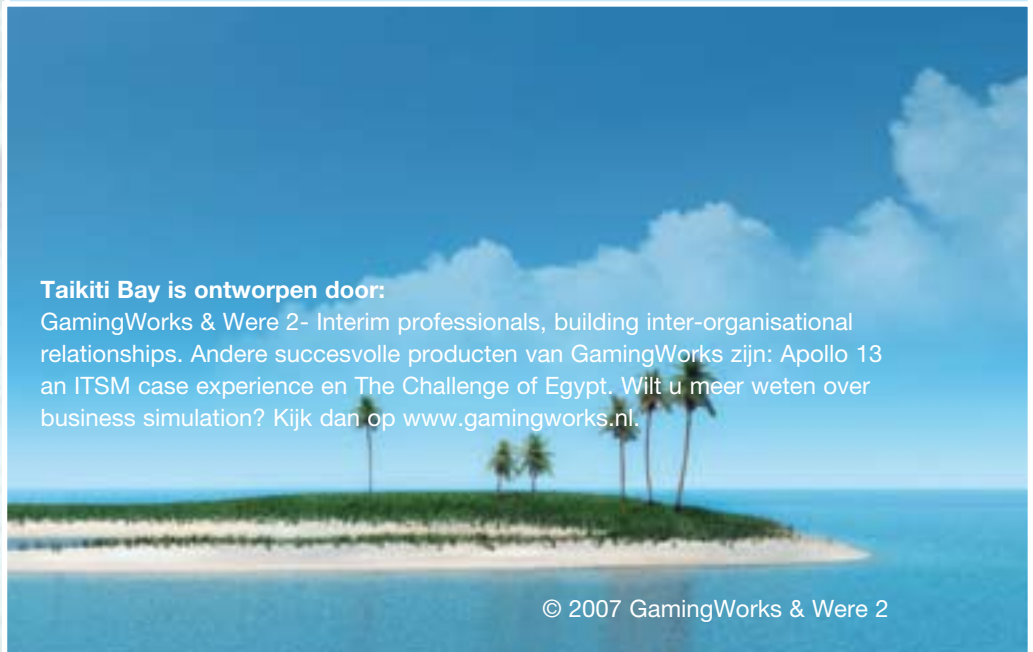 Taikiti Bay is ontworpen door:
GamingWorks & Were 2- Interim professionals, building inter-organisational
relationships. Andere succesvolle producten van GamingWorks zijn: Apollo 13
an ITSM case experience en The Challenge of Egypt. Wilt u meer weten over
business simulation? Kijk dan op www.gamingworks.nl.
© 2007 GamingWorks & Were 2